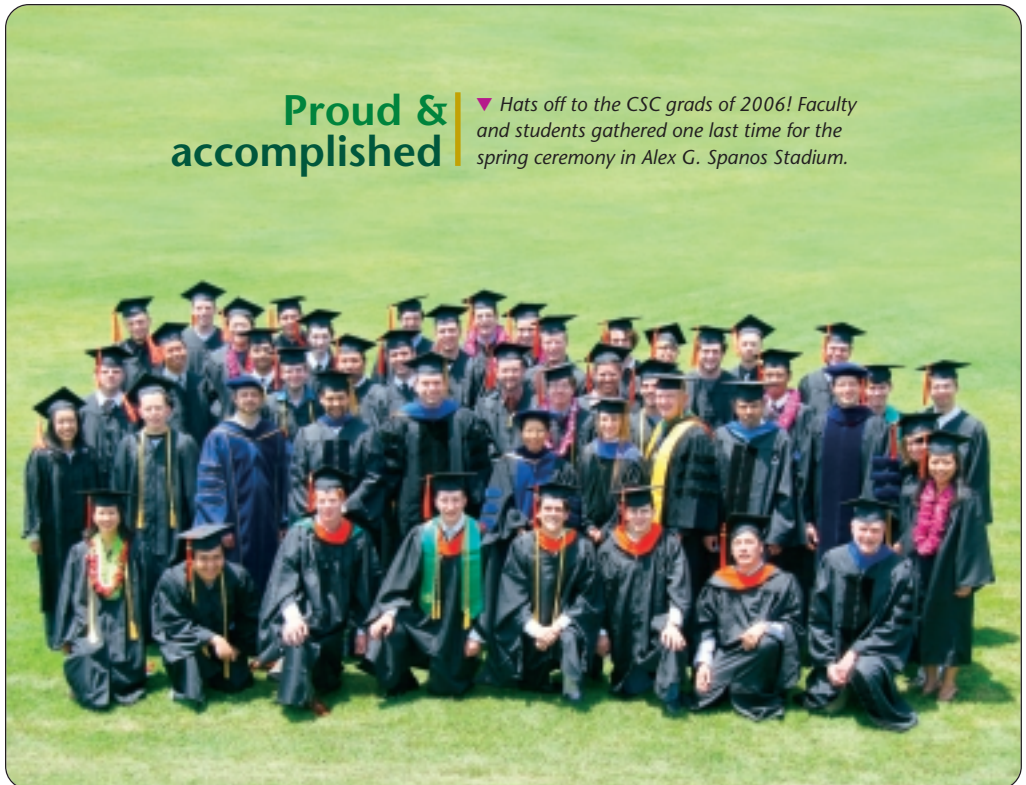 Proud &
accomplished
▼ Hats off to the CSC grads of 2006! Faculty
and students gathered one last time for the
spring ceremony in Alex G. Spanos Stadium.